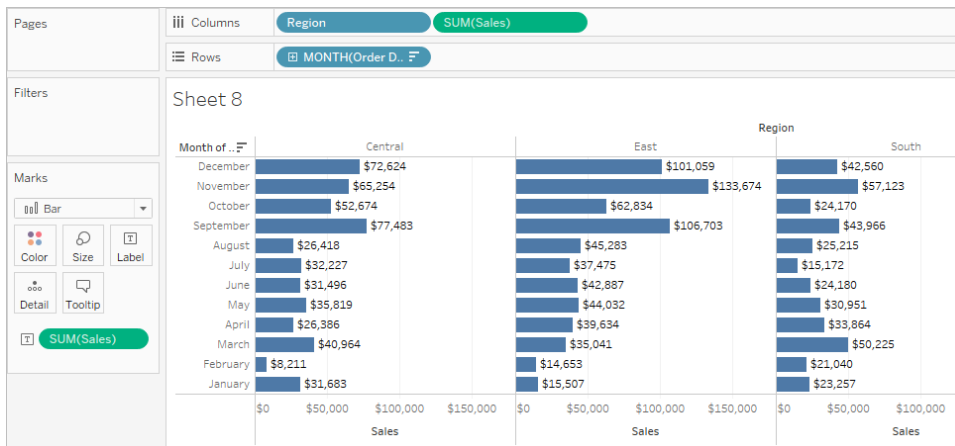 Pages
Columns
Region
SUM(Sales)
Rows
MONTH(Order D..
Filters
Sheet 8
Region
Month of ..
Central
East
South
December $72,624 $101,059 $42,560
November $65,254 $133,674 $57,123
October $52,674 $62,834 $24,170
September $77,483 $106,703 $43,966
August $26,418 $45,283 $25,215
July $32,227 $37,475 $15,172
June $31,496 $42,887 $24,180
May $35,819 $44,032 $30,951
April $26,386 $39,634 $33,864
March $40,964 $35,041 $50,225
February $8,211 $14,653 $21,040
January $31,683 $15,507 $23,257
$0 $50,000 $100,000 $150,000 $0 $50,000 $100,000 $150,000 $0 $50,000 $100,000
Sales Sales Sales
Marks
Bar
Color Size T Label
Detail Tooltip
T SUM(Sales)